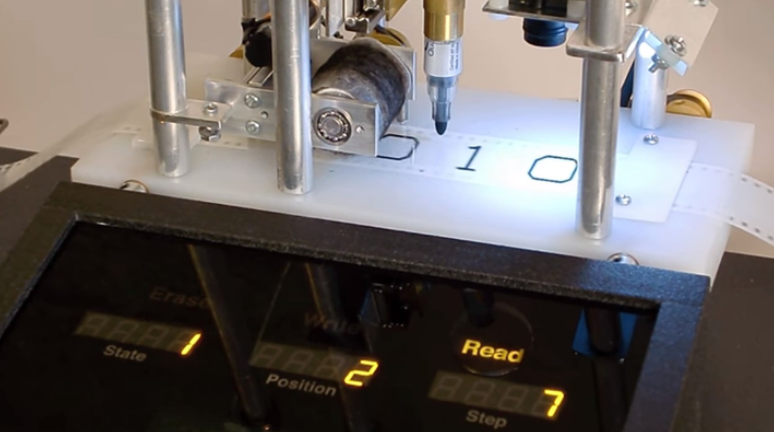 0 1 0
Erase
Write
Read
1
State
2
Position
7
Step